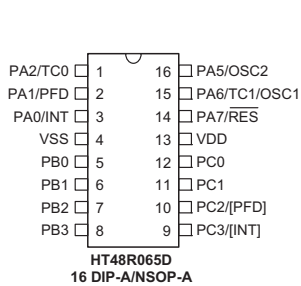 PA2/TC0 1 16 PA5/OSC2
PA1/PFD 2 15 PA6/TC1/OSC1
PA0/INT 3 14 PA7/RES
VSS 4 13 VDD
PB0 5 12 PC0
PB1 6 11 PC1
PB2 7 10 PC2/[PFD]
PB3 8 9 PC3/[INT]
HT48R065D
16 DIP-A/NSOP-A